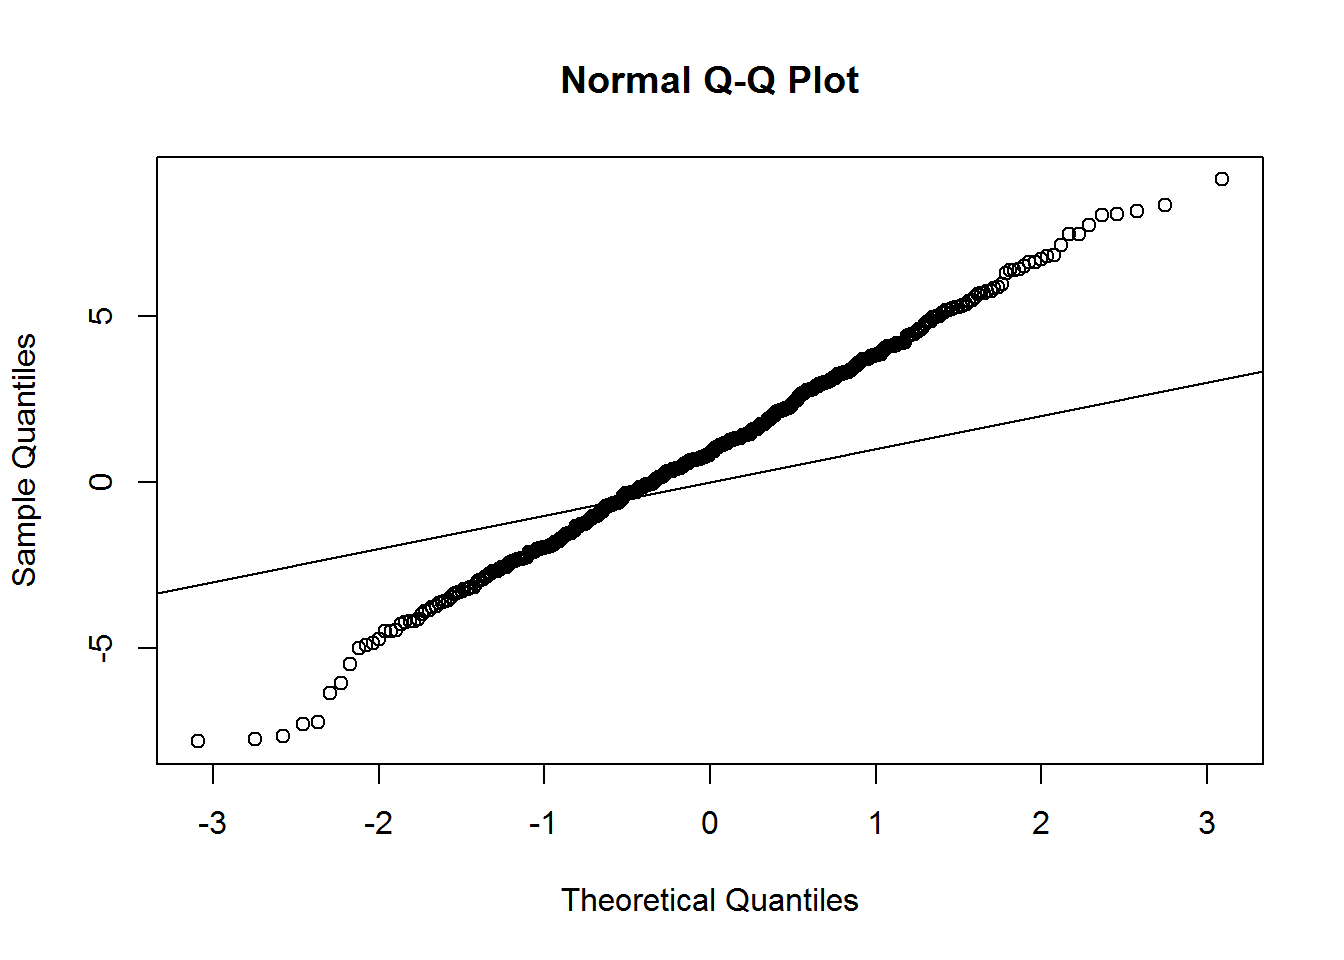 Normal Q-Q Plot
Sample Quantiles
5
0
-5
-3 -2 -1 0 1 2 3
Theoretical Quantiles